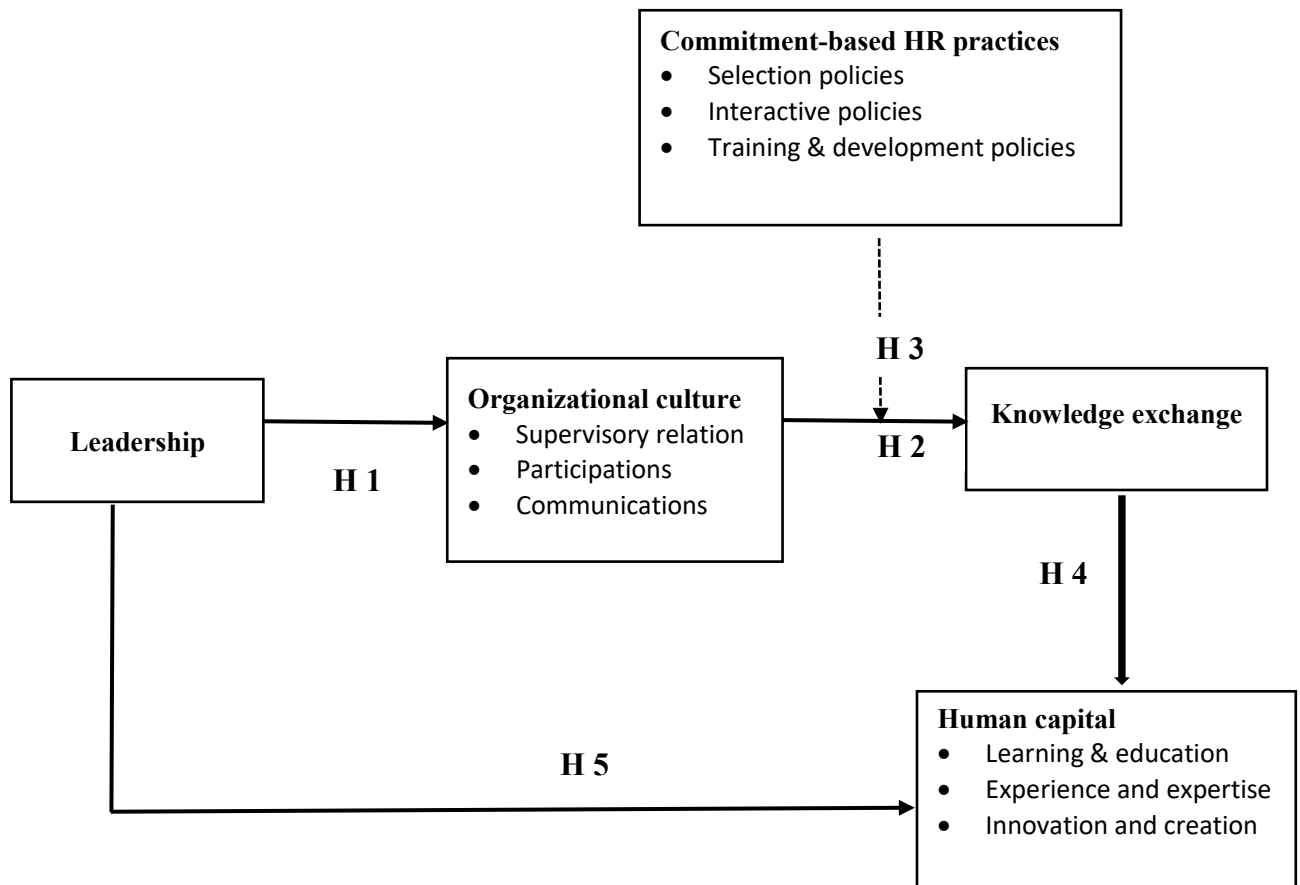 Commitment-based HR practices
• Selection policies
• Interactive policies
• Training & development policies
H 3
Leadership
H 1
Organizational culture
• Supervisory relation
• Participations
• Communications
H 2
Knowledge exchange
H 4
H 5
Human capital
• Learning & education
• Experience and expertise
• Innovation and creation